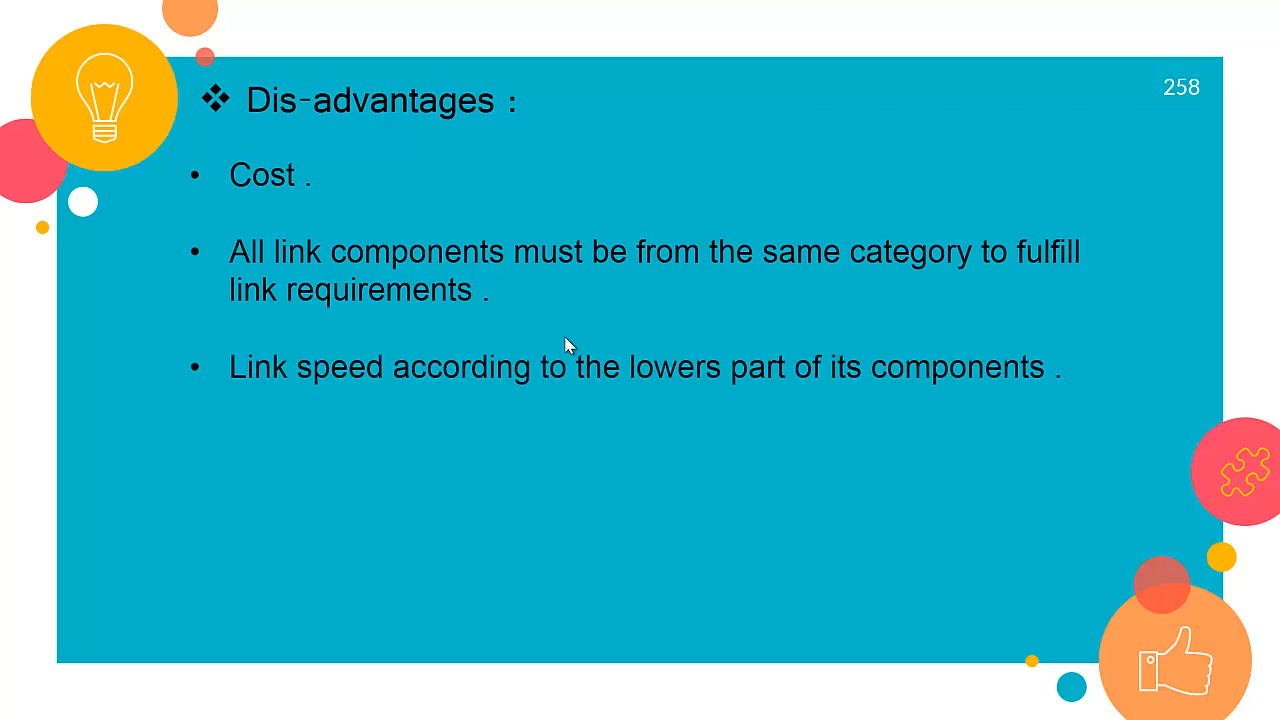 258
❖ Dis-advantages :
• Cost .
• All link components must be from the same category to fulfill
link requirements .
• Link speed according to the lowers part of its components .